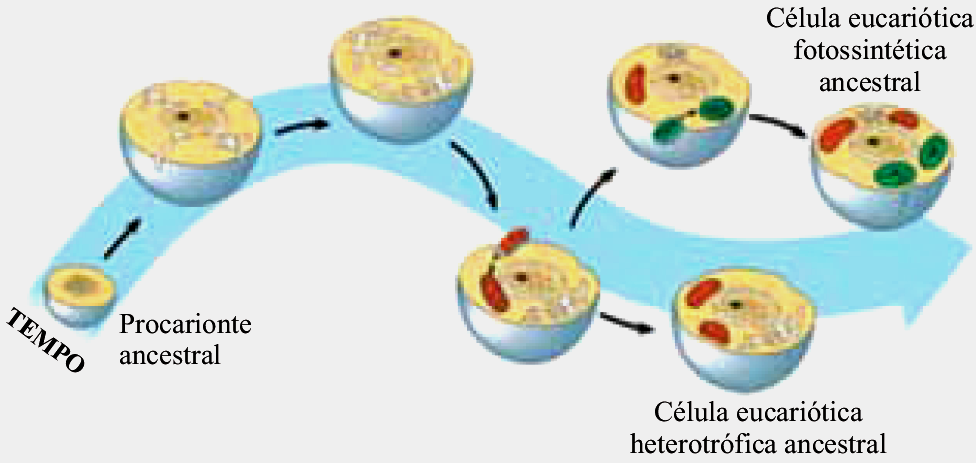 Célula eucariótica
fotossintética
ancestral
TEMPO
Procarionte
ancestral
Célula eucariótica
heterotrófica ancestral